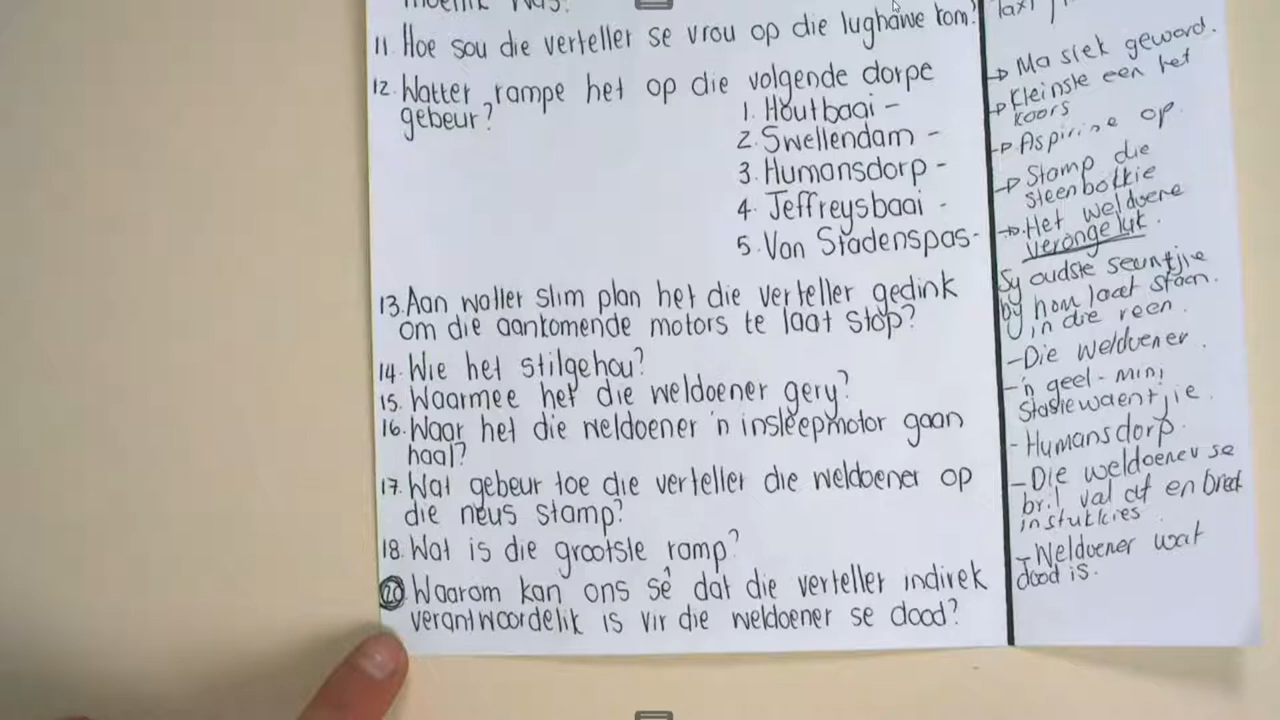 moeilik was?
11. Hoe sou die verteller se vrou op die lughawe kom?
12. Watter rampe het op die volgende dorpe
gebeur?
1. Houtbaai -
2. Swellendam -
3. Humansdorp -
4. Jeffreysbaai -
5. Van Stadenspas -
13. Aan watter slim plan het die verteller gedink
om die aankomende motors te laat stop?
14. Wie het stilgehou?
15. Waarmee het die weldoener gery?
16. Waar het die weldoener 'n insleepmotor gaan
haal?
17. Wat gebeur toe die verteller die weldoener op
die neus stamp?
18. Wat is die grootste ramp?
20 Waarom kan ons sê dat die verteller indirek
verantwoordelik is vir die weldoener se dood?
Taxi
→ Ma siek geword.
→ Kleinste een het
koors
→ Aspirine op.
→ Stamp die
steenbokkie
→ Het weldoene
verongeluk.
Sy oudste seuntjie
by hom laat staan.
in die reen.
- Die weldoener.
- 'n geel-mini
stasiewaentjie.
- Humansdorp.
- Die weldoener se
bril val af en breek
in stukkies
- Weldoener wat
dood is.